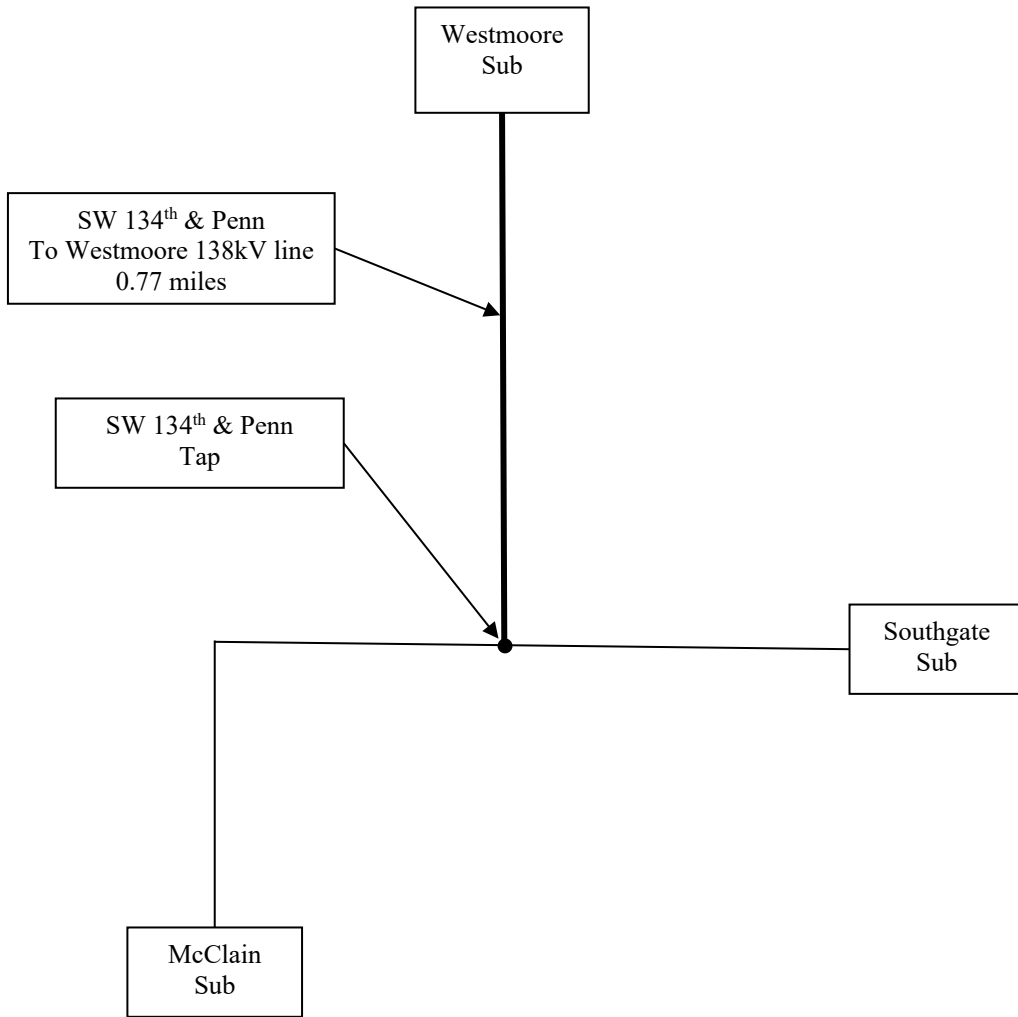 Westmoore
Sub
SW 134th & Penn
To Westmoore 138kV line
0.77 miles
SW 134th & Penn
Tap
Southgate
Sub
McClain
Sub